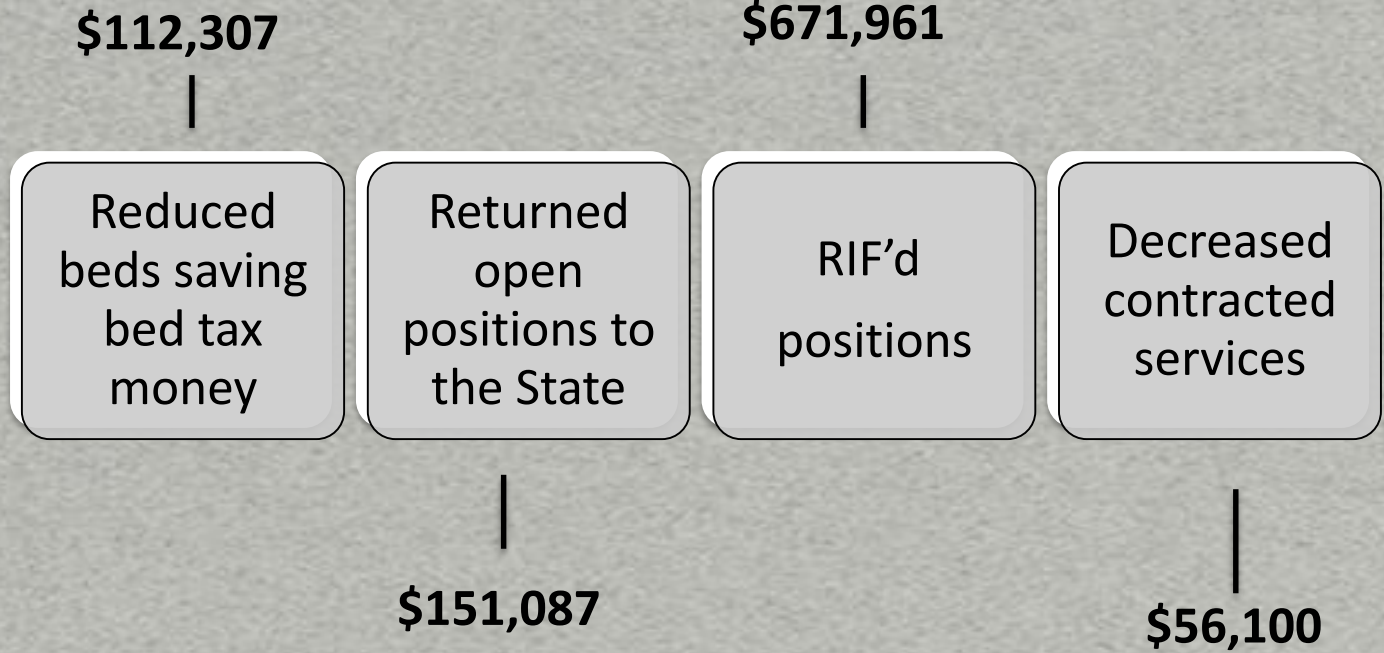 $112,307
$671,961
Reduced
beds saving
bed tax
money
Returned
open
positions to
the State
RIF’d
positions
Decreased
contracted
services
$151,087
$56,100